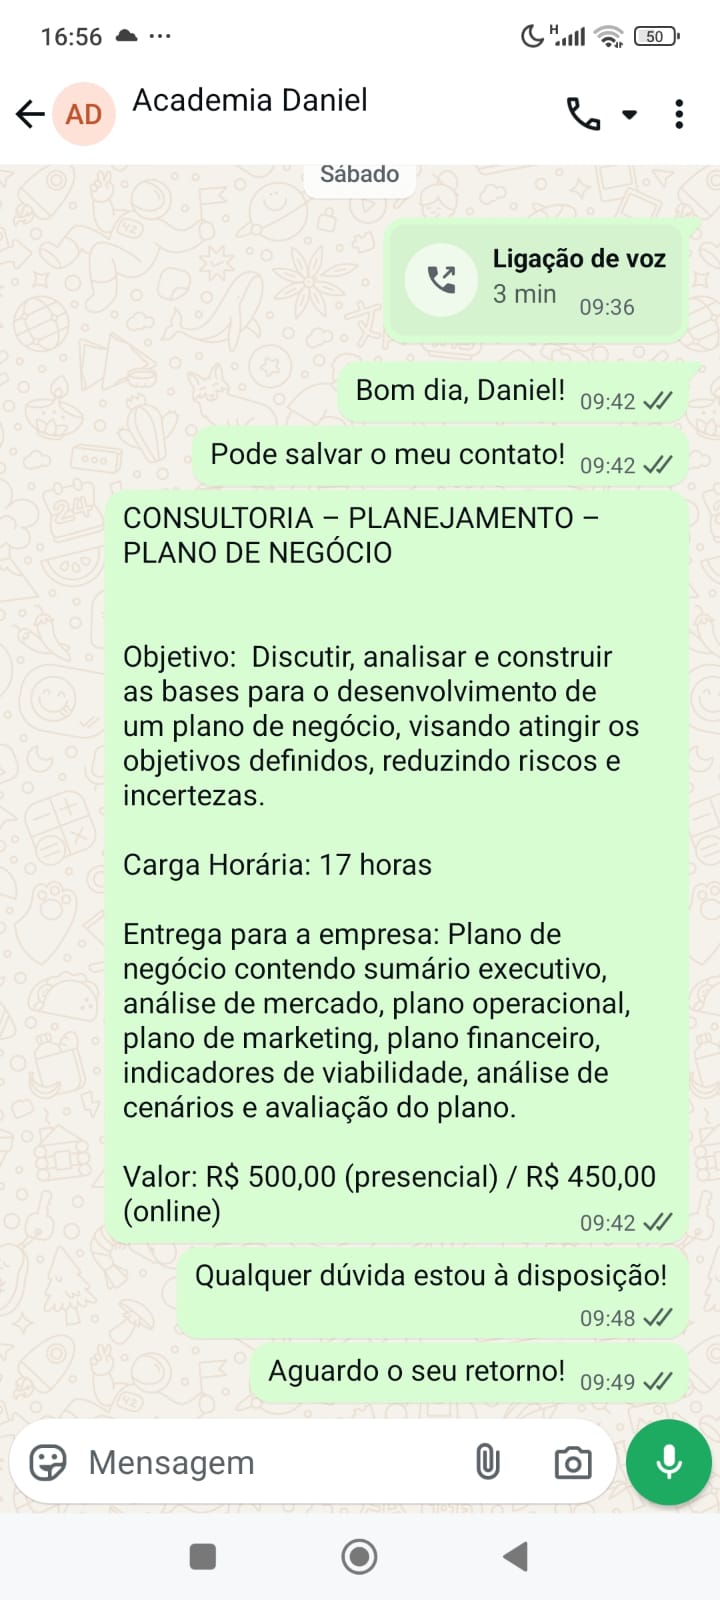 16:56
H
50
AD
Academia Daniel
Sábado
Ligação de voz
3 min
09:36
Bom dia, Daniel! 09:42
Pode salvar o meu contato! 09:42
CONSULTORIA – PLANEJAMENTO –
PLANO DE NEGÓCIO
Objetivo:  Discutir, analisar e construir
as bases para o desenvolvimento de
um plano de negócio, visando atingir os
objetivos definidos, reduzindo riscos e
incertezas.
Carga Horária: 17 horas
Entrega para a empresa: Plano de
negócio contendo sumário executivo,
análise de mercado, plano operacional,
plano de marketing, plano financeiro,
indicadores de viabilidade, análise de
cenários e avaliação do plano.
Valor: R$ 500,00 (presencial) / R$ 450,00
(online)
09:42
Qualquer dúvida estou à disposição!
09:48
Aguardo o seu retorno! 09:49
Mensagem